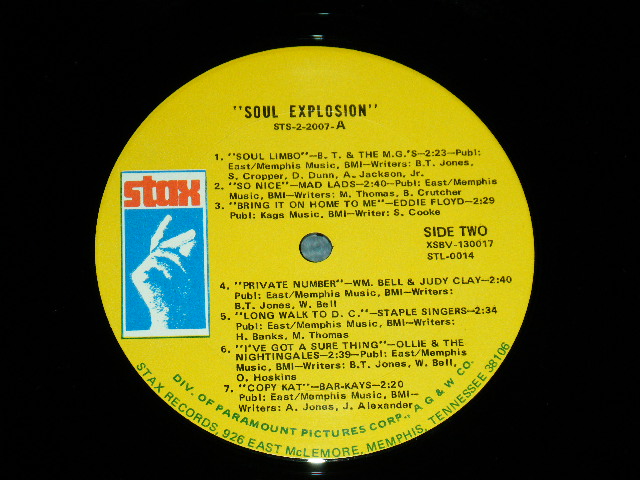 "SOUL EXPLOSION"
STS-2-2007-A
1. "SOUL LIMBO"—B. T. & THE M.G.'S—2:23—Publ:
East/Memphis Music, BMI—Writers: B.T. Jones,
S. Cropper, D. Dunn, A. Jackson, Jr.
2. "SO NICE"—MAD LADS—2:40—Publ: East/Memphis
Music, BMI—Writers: M. Thomas, B. Crutcher
3. "BRING IT ON HOME TO ME"—EDDIE FLOYD—2:29
Publ: Kags Music, BMI—Writer: S. Cooke
stax
SIDE TWO
XSBV-130017
STL-0014
4. "PRIVATE NUMBER"—WM. BELL & JUDY CLAY—2:40
Publ: East/Memphis Music, BMI—Writers:
B.T. Jones, W. Bell
5. "LONG WALK TO D. C."—STAPLE SINGERS—2:34
Publ: East/Memphis Music, BMI—Writers:
H. Banks, M. Thomas
6. "I'VE GOT A SURE THING"—OLLIE & THE
NIGHTINGALES—2:39—Publ: East/Memphis
Music, BMI—Writers: B.T. Jones, W. Bell,
O. Hoskins
7. "COPY KAT"—BAR-KAYS—2:20
Publ: East/Memphis Music, BMI—
Writers: A. Jones, J. Alexander
DIV. OF PARAMOUNT PICTURES CORP., A G & W CO.
STAX RECORDS, 926 EAST McLEMORE, MEMPHIS, TENNESSEE 38106